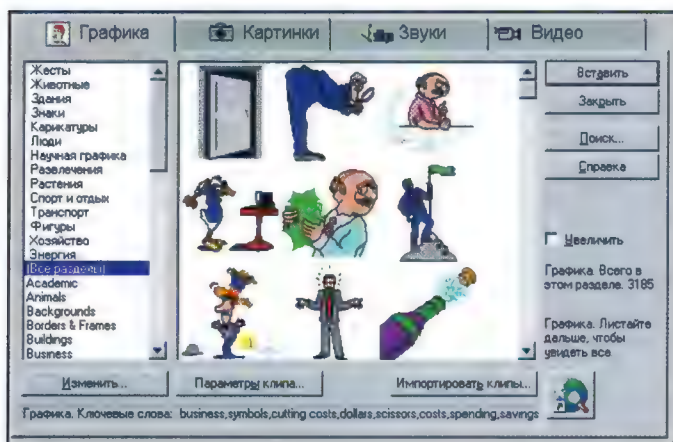 Графика
Картинки
Звуки
Видео
Жесты
Животные
Здания
Знаки
Карикатуры
Люди
Научная графика
Развлечения
Растения
Спорт и отдых
Транспорт
Фигуры
Хозяйство
Энергия
(Все разделы)
Academic
Animals
Backgrounds
Borders & Frames
Buildings
Business
Вставить
Закрыть
Поиск...
Справка
Увеличить
Графика. Всего в
этом разделе. 3185
Графика. Листайте
дальше, чтобы
увидеть все.
Изменить...
Параметры клипа...
Импортировать клипы...
Графика. Ключевые слова: business,symbols,cutting costs,dollars,scissors,costs,spending,savings